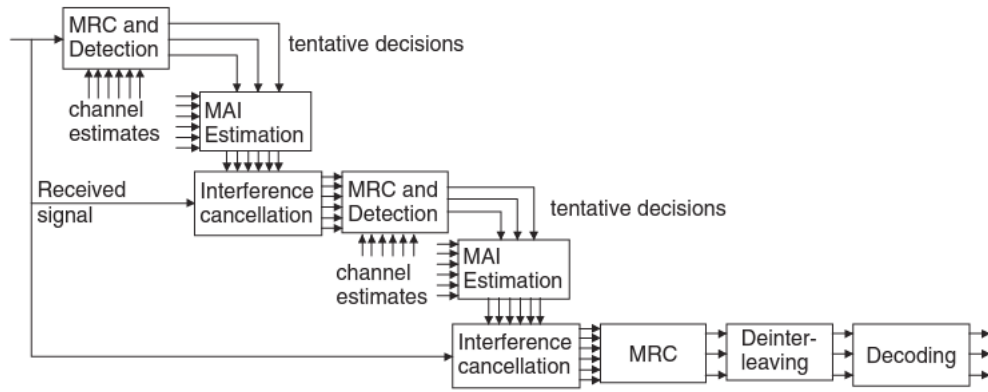 MRC and
Detection
tentative decisions
channel
estimates
MAI
Estimation
Received
signal
Interference
cancellation
MRC and
Detection
tentative decisions
channel
estimates
MAI
Estimation
Interference
cancellation
MRC
Deinter-
leaving
Decoding